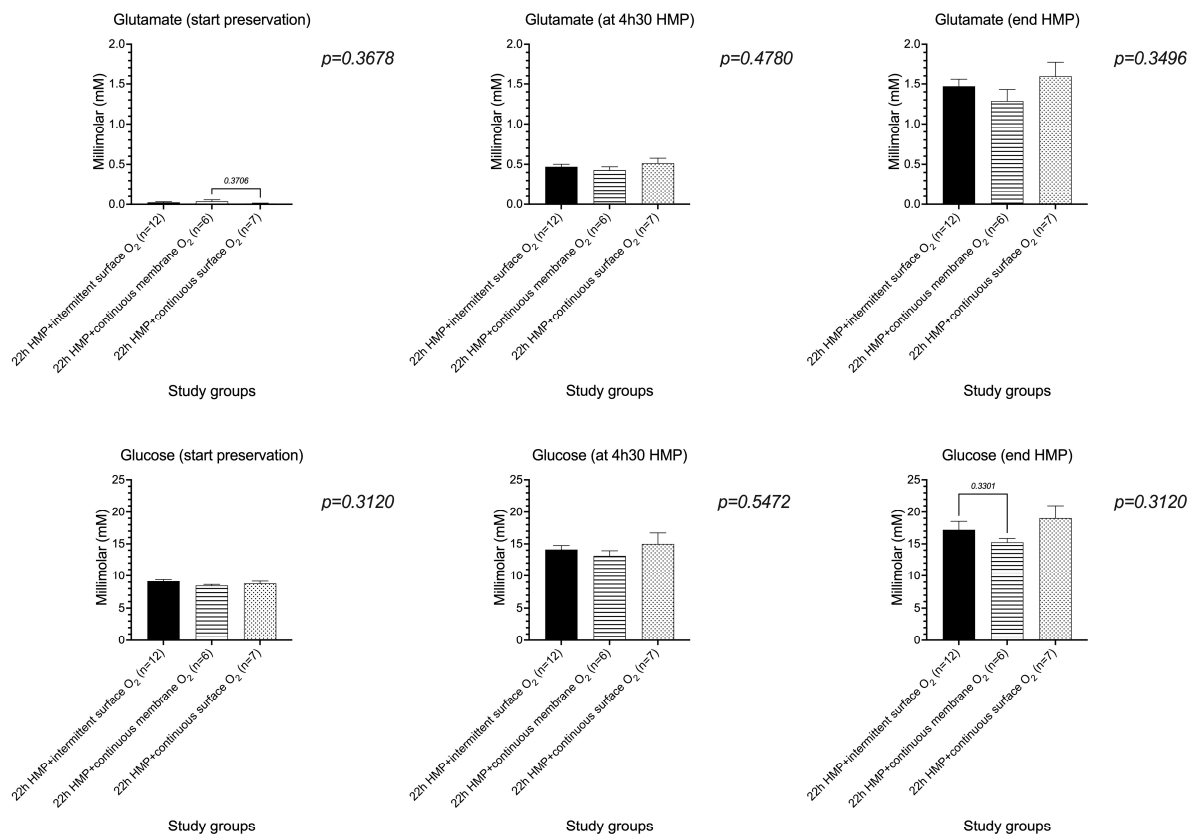 Glutamate (start preservation)
p=0.3678
Millimolar (mM)
2.0
1.5
1.0
0.5
0.0
0.3706
22h HMP+intermittent surface O₂ (n=12)
22h HMP+continuous membrane O₂ (n=6)
22h HMP+continuous surface O₂ (n=7)
Study groups
Glutamate (at 4h30 HMP)
p=0.4780
Millimolar (mM)
2.0
1.5
1.0
0.5
0.0
22h HMP+intermittent surface O₂ (n=12)
22h HMP+continuous membrane O₂ (n=6)
22h HMP+continuous surface O₂ (n=7)
Study groups
Glutamate (end HMP)
p=0.3496
Millimolar (mM)
2.0
1.5
1.0
0.5
0.0
22h HMP+intermittent surface O₂ (n=12)
22h HMP+continuous membrane O₂ (n=6)
22h HMP+continuous surface O₂ (n=7)
Study groups
Glucose (start preservation)
p=0.3120
Millimolar (mM)
25
20
15
10
5
0
22h HMP+intermittent surface O₂ (n=12)
22h HMP+continuous membrane O₂ (n=6)
22h HMP+continuous surface O₂ (n=7)
Study groups
Glucose (at 4h30 HMP)
p=0.5472
Millimolar (mM)
25
20
15
10
5
0
22h HMP+intermittent surface O₂ (n=12)
22h HMP+continuous membrane O₂ (n=6)
22h HMP+continuous surface O₂ (n=7)
Study groups
Glucose (end HMP)
p=0.3120
Millimolar (mM)
25
20
15
10
5
0
0.3301
22h HMP+intermittent surface O₂ (n=12)
22h HMP+continuous membrane O₂ (n=6)
22h HMP+continuous surface O₂ (n=7)
Study groups